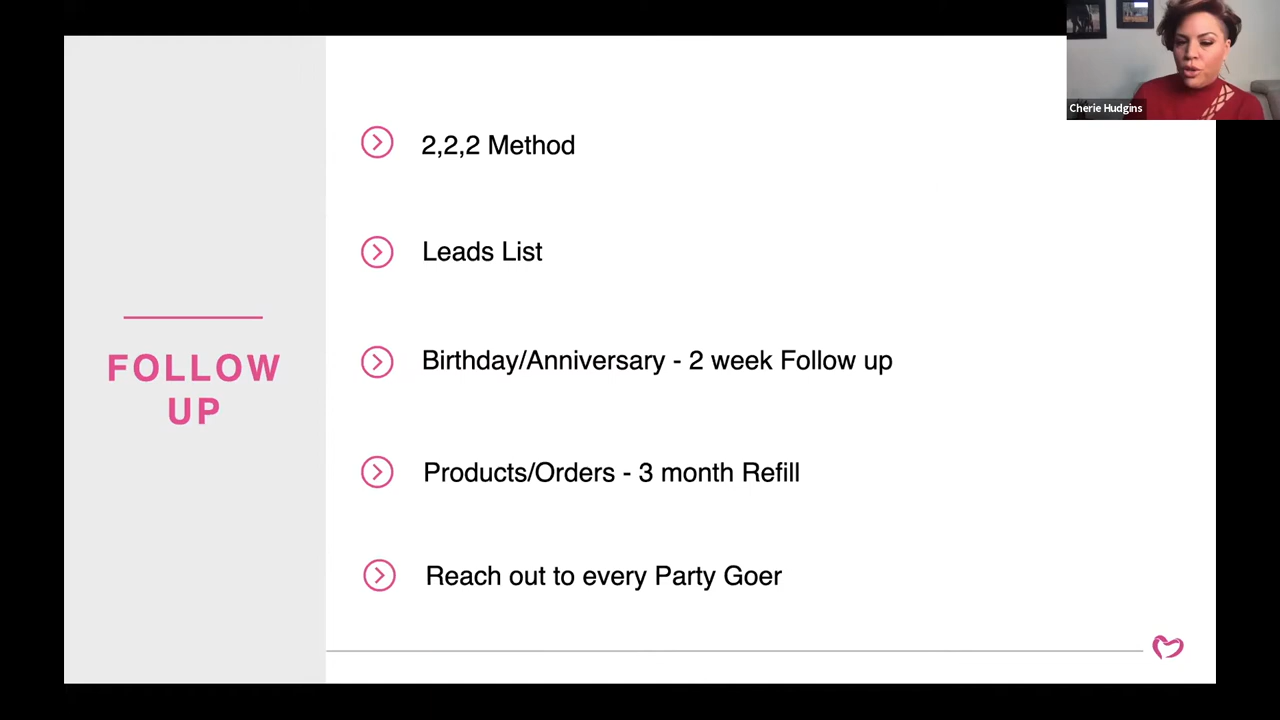 Cherie Hudgins
FOLLOW
UP
2,2,2 Method
Leads List
Birthday/Anniversary - 2 week Follow up
Products/Orders - 3 month Refill
Reach out to every Party Goer